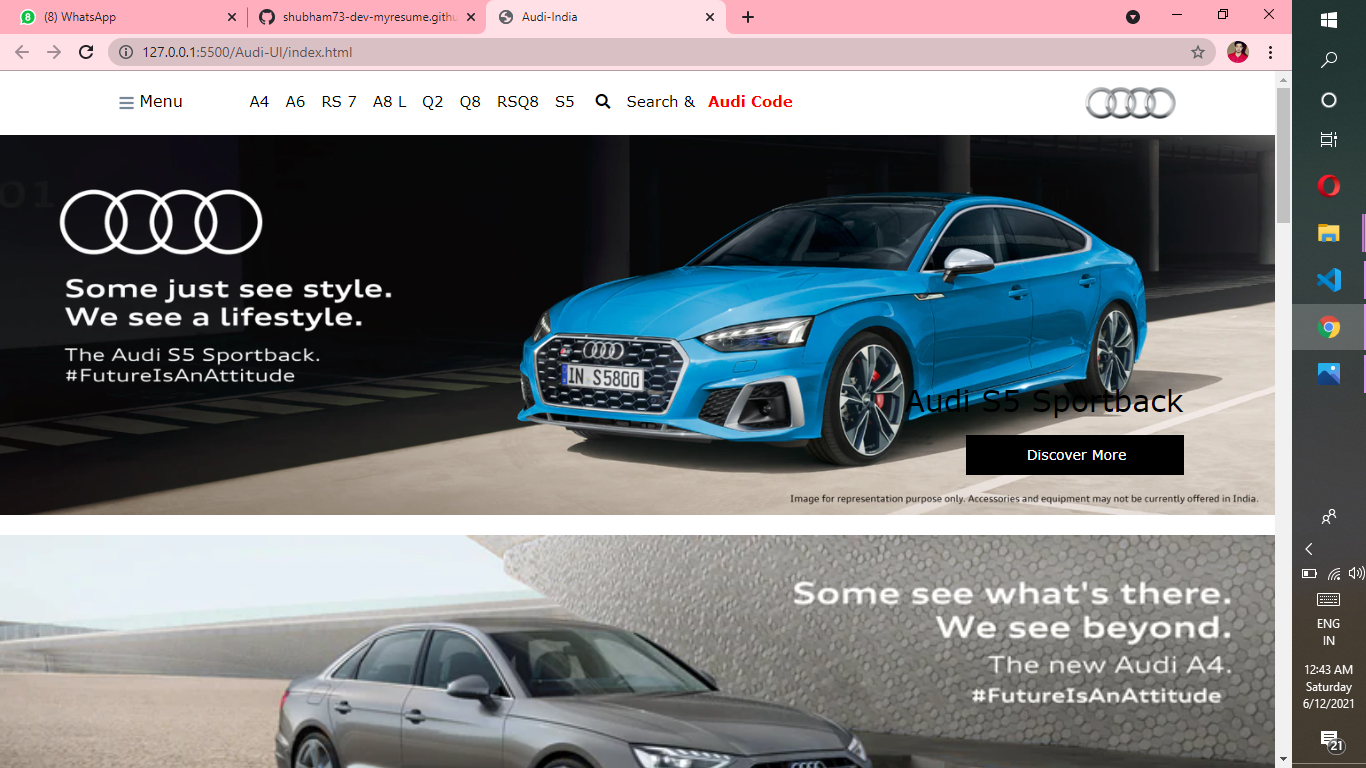 8 (8) WhatsApp
shubham73-dev-myresume.githu
Audi-India
127.0.0.1:5500/Audi-UI/index.html
Menu A4 A6 RS 7 A8 L Q2 Q8 RSQ8 S5 Search & Audi Code
01
Some just see style.
We see a lifestyle.
The Audi S5 Sportback.
#FutureIsAnAttitude
IN S5800
Audi S5 Sportback
Discover More
Image for representation purpose only. Accessories and equipment may not be currently offered in India.
Some see what's there.
We see beyond.
The new Audi A4.
#FutureIsAnAttitude
ENG
IN
12:43 AM
Saturday
6/12/2021
21